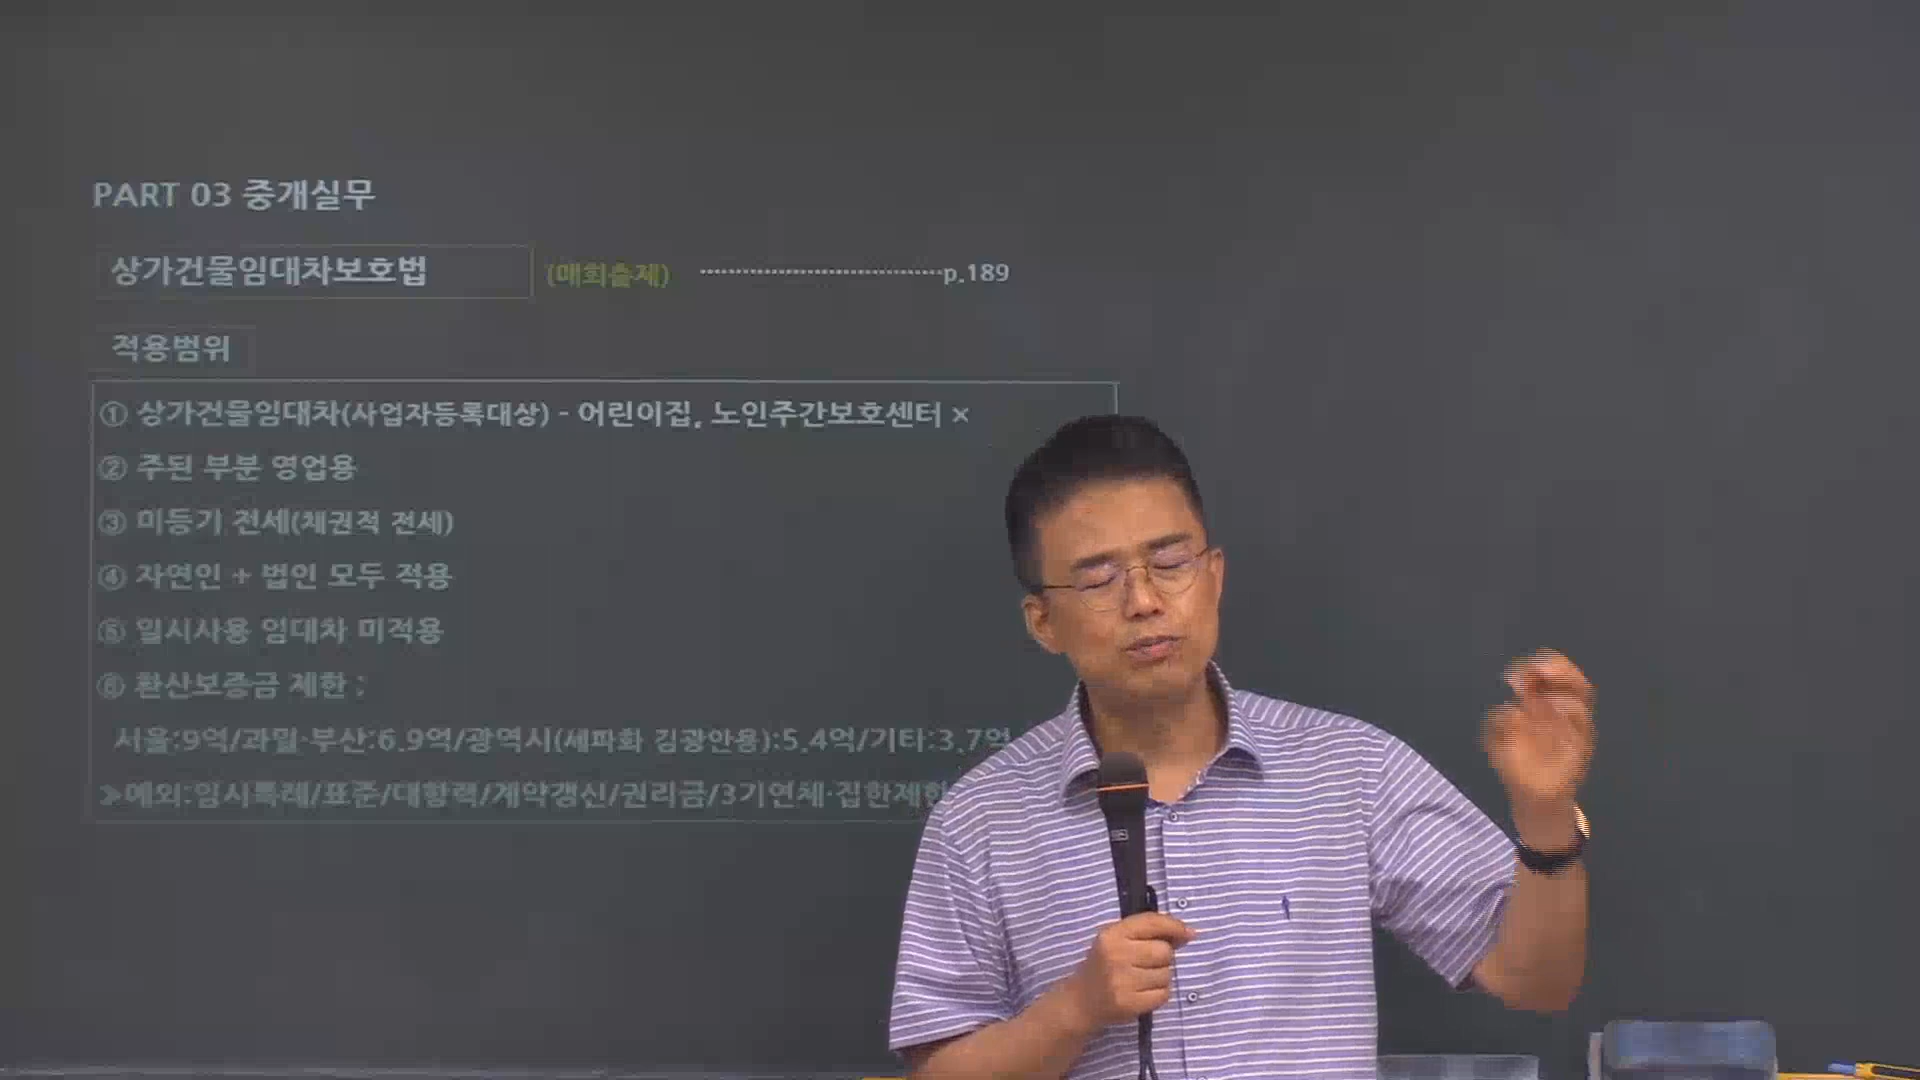 PART 03 중개실무
상가건물임대차보호법 (매회출제) ---------------------------------p.189
적용범위
① 상가건물임대차(사업자등록대상) - 어린이집, 노인주간보호센터 ×
② 주된 부분 영업용
③ 미등기 전세(채권적 전세)
④ 자연인 + 법인 모두 적용
⑤ 일시사용 임대차 미적용
⑥ 환산보증금 제한 :
서울:9억/과밀·부산:6.9억/광역시(세파화 김광안용):5.4억/기타:3.7억
➢예외:임시특례/표준/대항력/계약갱신/권리금/3기연체·집한제한